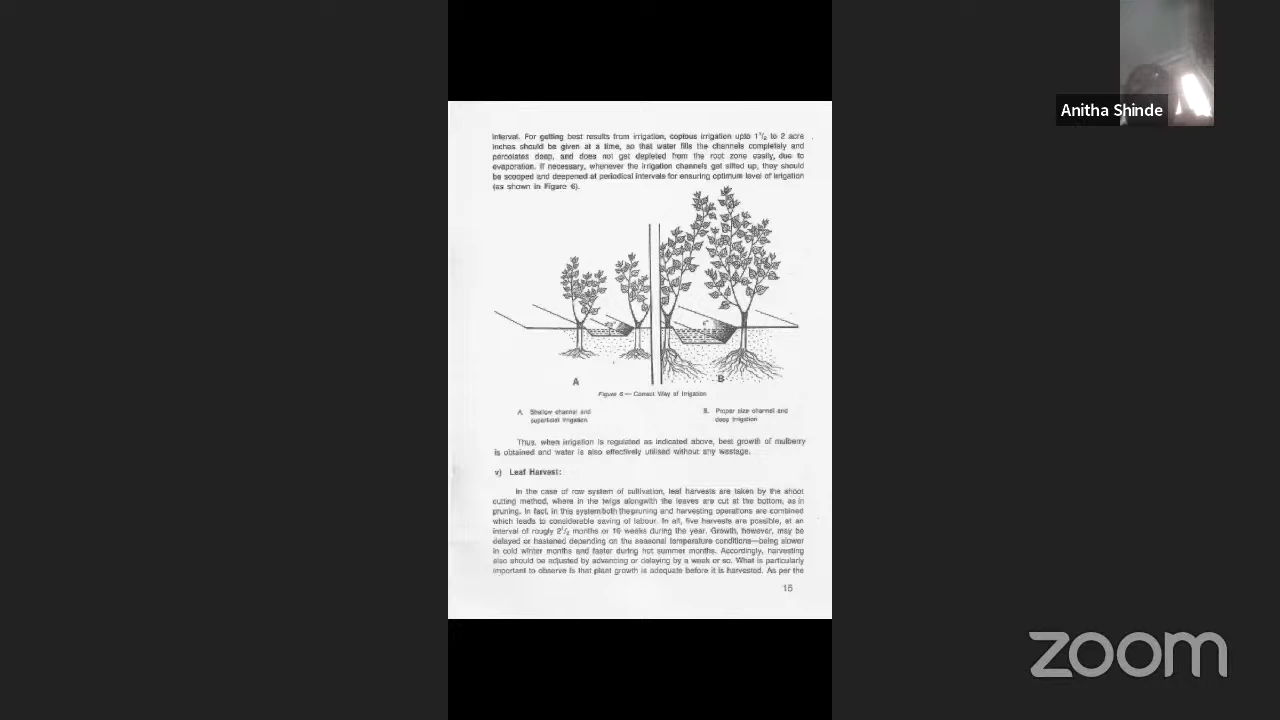 Anitha Shinde
interval. For getting best results from irrigation, copious irrigation upto 1 1/2 to 2 acre
inches should be given at a time, so that water fills the channels completely and
percolates deep, and does not get depleted from the root zone easily, due to
evaporation. If necessary, whenever the irrigation channels get silted up, they should
be scooped and deepened at periodical intervals for ensuring optimum level of irrigation
(as shown in Figure 6).
A
B
Figure 6 — Correct Way of Irrigation
A. Shallow channel and
superficial irrigation
B. Proper size channel and
deep irrigation
Thus, when irrigation is regulated as indicated above, best growth of mulberry
is obtained and water is also effectively utilised without any wastage.
v) Leaf Harvest:
In the case of row system of cultivation, leaf harvests are taken by the shoot
cutting method, where in the twigs alongwith the leaves are cut at the bottom, as in
pruning. In fact, in this system both the pruning and harvesting operations are combined
which leads to considerable saving of labour. In all, five harvests are possible, at an
interval of rougly 2 1/2 months or 10 weeks during the year. Growth, however, may be
delayed or hastened depending on the seasonal temperature conditions—being slower
in cold winter months and faster during hot summer months. Accordingly, harvesting
also should be adjusted by advancing or delaying by a week or so. What is particularly
important to observe is that plant growth is adequate before it is harvested. As per the
15
zoom